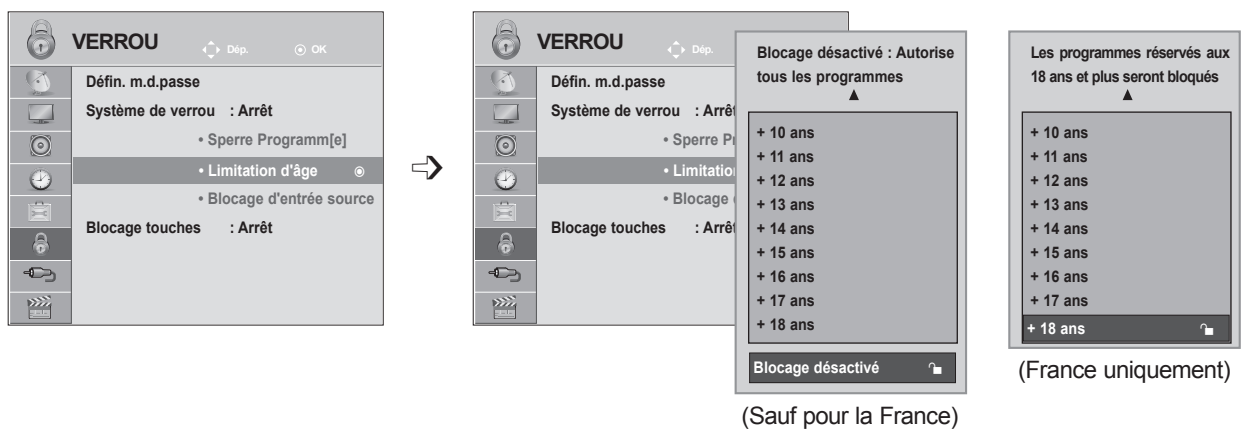 VERROU
Dép.
OK
Défin. m.d.passe
Système de verrou : Arrêt
• Sperre Programm[e]
• Limitation d'âge
• Blocage d'entrée source
Blocage touches : Arrêt
VERROU
Dép.
Défin. m.d.passe
Système de verrou : Arrêt
• Sperre Pr
• Limitation
• Blocage
Blocage touches : Arrêt
Blocage désactivé : Autorise
tous les programmes
+ 10 ans
+ 11 ans
+ 12 ans
+ 13 ans
+ 14 ans
+ 15 ans
+ 16 ans
+ 17 ans
+ 18 ans
Blocage désactivé
(Sauf pour la France)
Les programmes réservés aux
18 ans et plus seront bloqués
+ 10 ans
+ 11 ans
+ 12 ans
+ 13 ans
+ 14 ans
+ 15 ans
+ 16 ans
+ 17 ans
+ 18 ans
(France uniquement)